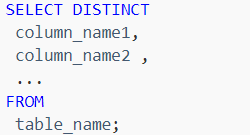 SELECT DISTINCT
column_name1,
column_name2 ,
...
FROM
table_name;